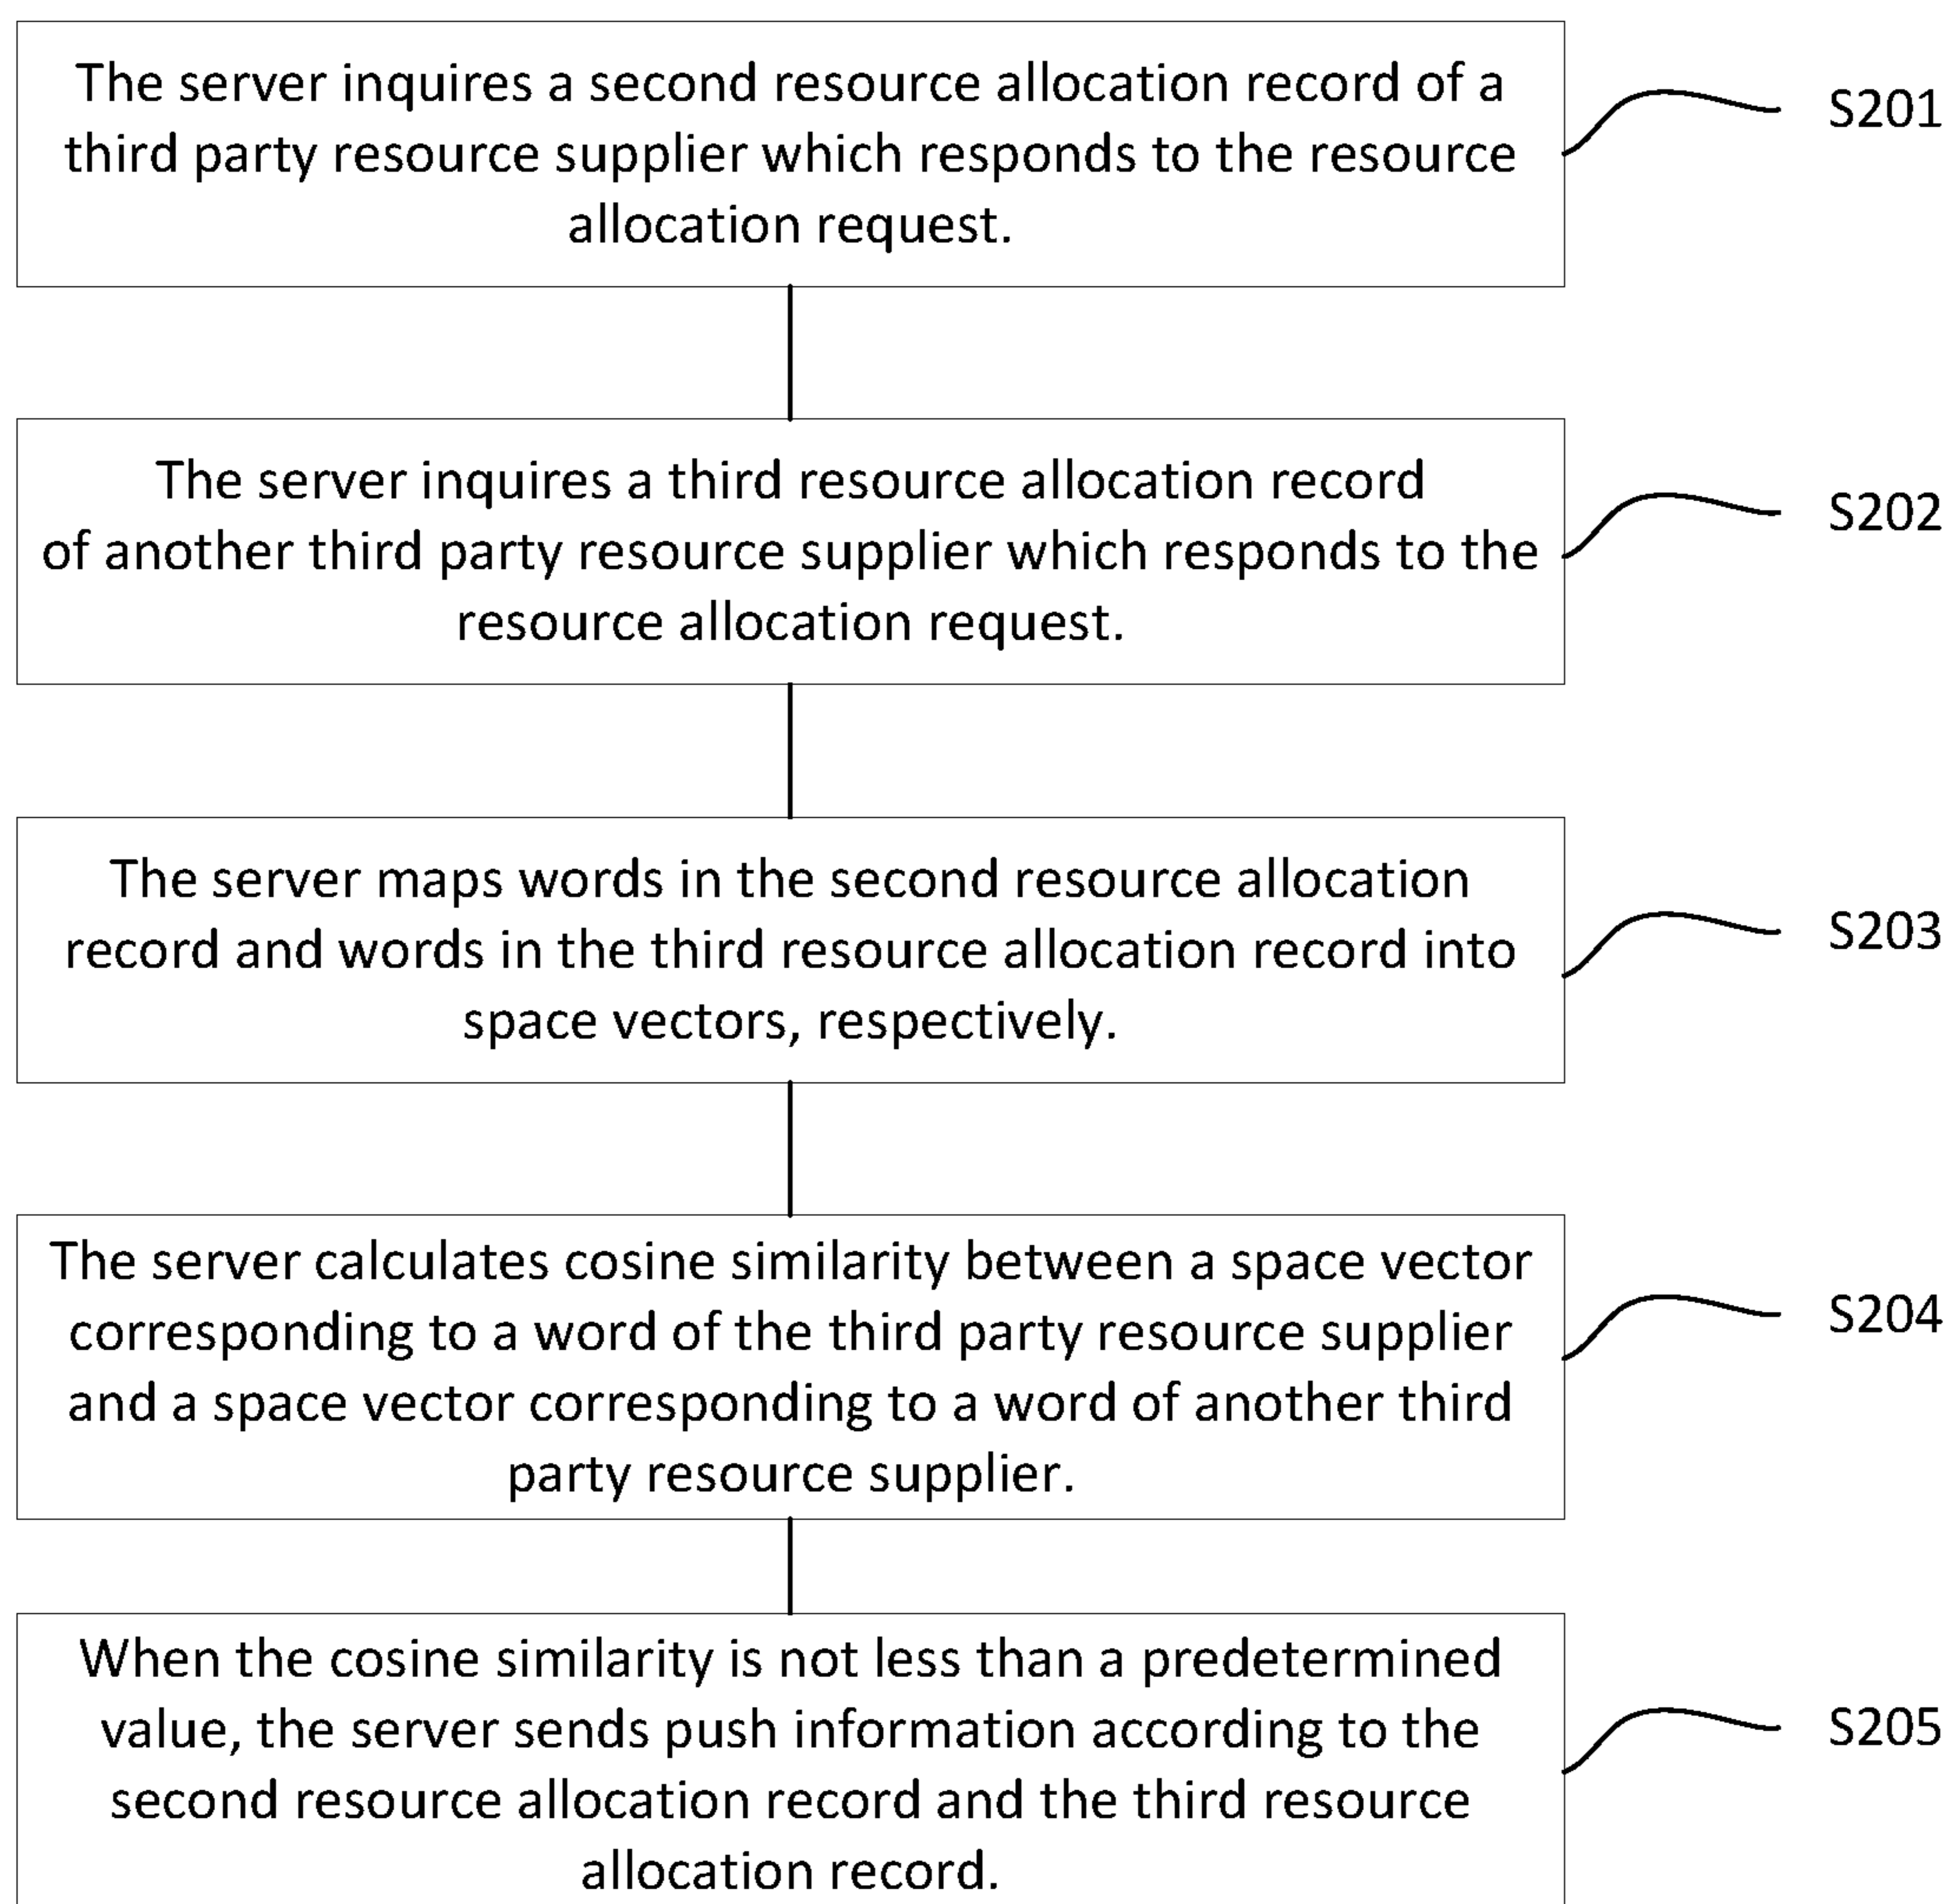 The server inquires a second resource allocation record of a
third party resource supplier which responds to the resource
allocation request.
S201
The server inquires a third resource allocation record
of another third party resource supplier which responds to the
resource allocation request.
S202
The server maps words in the second resource allocation
record and words in the third resource allocation record into
space vectors, respectively.
S203
The server calculates cosine similarity between a space vector
corresponding to a word of the third party resource supplier
and a space vector corresponding to a word of another third
party resource supplier.
S204
When the cosine similarity is not less than a predetermined
value, the server sends push information according to the
second resource allocation record and the third resource
allocation record.
S205